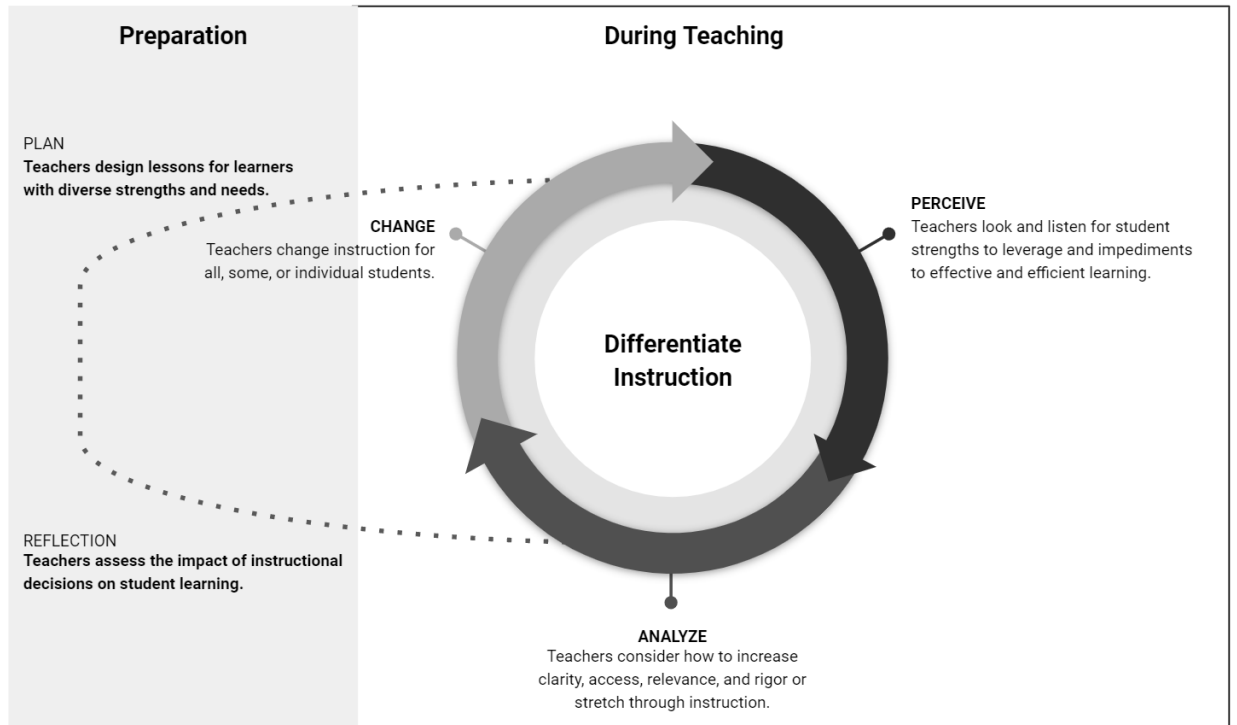 Preparation
During Teaching
PLAN
Teachers design lessons for learners
with diverse strengths and needs.
CHANGE
Teachers change instruction for
all, some, or individual students.
PERCEIVE
Teachers look and listen for student
strengths to leverage and impediments
to effective and efficient learning.
Differentiate
Instruction
REFLECTION
Teachers assess the impact of instructional
decisions on student learning.
ANALYZE
Teachers consider how to increase
clarity, access, relevance, and rigor or
stretch through instruction.